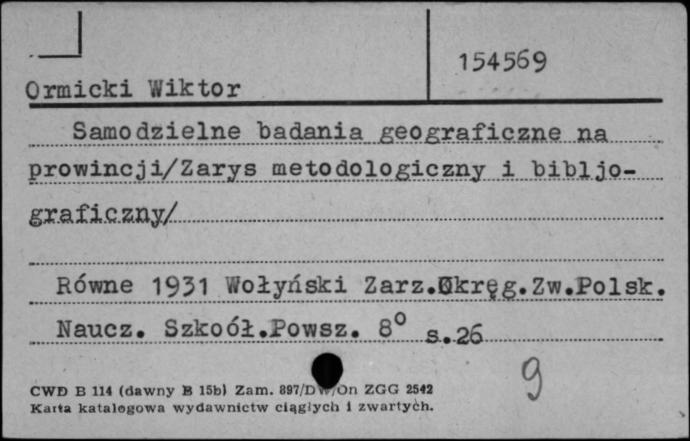 154569
Ormicki Wiktor
Samodzielne badania geograficzne na
prowincji/Zarys metodologiczny i bibljo-
graficzny/
Równe 1931 Wołyński Zarz.Okręg.Zw.Polsk.
Naucz. Szkoół.Powsz. 8° s.26
9
CWD B 114 (dawny B 15b) Zam. 897/DW/On ZGG 2542
Karta katalogowa wydawnictw ciągłych i zwartych.